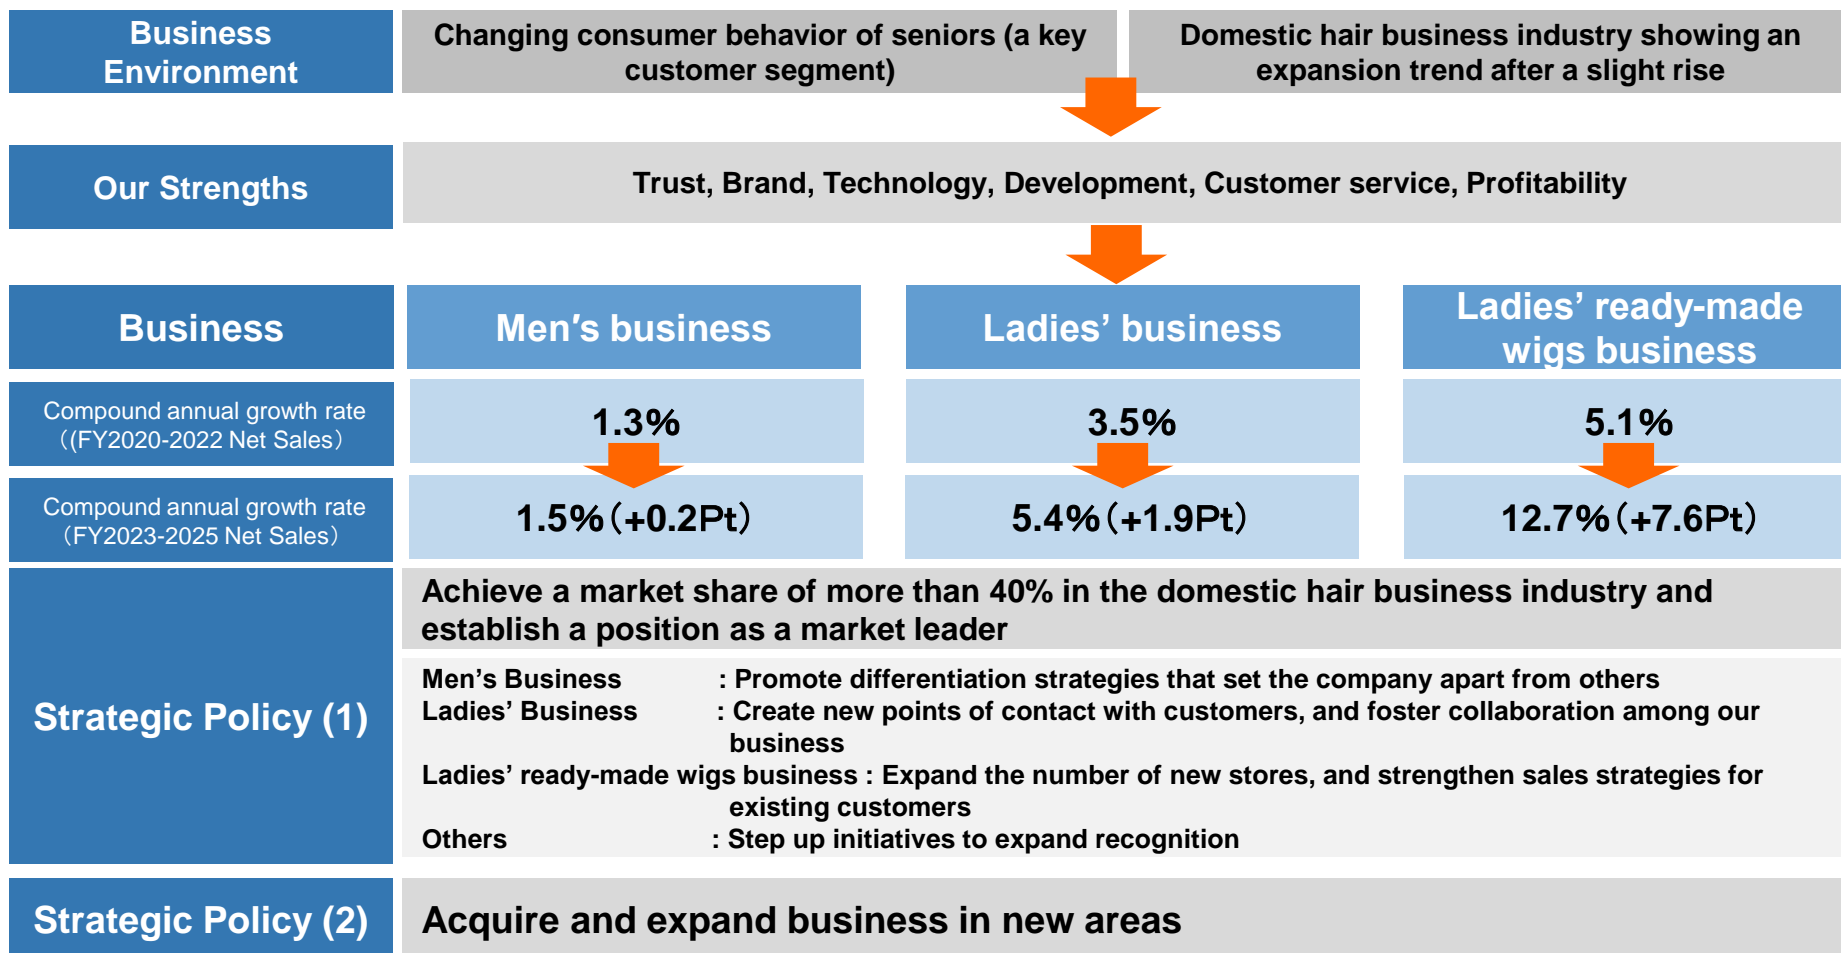 Business
Environment
Changing consumer behavior of seniors (a key
customer segment)
Domestic hair business industry showing an
expansion trend after a slight rise
Our Strengths
Trust, Brand, Technology, Development, Customer service, Profitability
Business
Men's business
Ladies’ business
Ladies’ ready-made
wigs business
Compound annual growth rate
（(FY2020-2022 Net Sales）
1.3%
3.5%
5.1%
Compound annual growth rate
（FY2023-2025 Net Sales）
1.5%（+0.2Pt）
5.4%（+1.9Pt）
12.7%（+7.6Pt）
Strategic Policy (1)
Achieve a market share of more than 40% in the domestic hair business industry and
establish a position as a market leader
Men’s Business : Promote differentiation strategies that set the company apart from others
Ladies’ Business : Create new points of contact with customers, and foster collaboration among our
business
Ladies’ ready-made wigs business : Expand the number of new stores, and strengthen sales strategies for
existing customers
Others : Step up initiatives to expand recognition
Strategic Policy (2)
Acquire and expand business in new areas